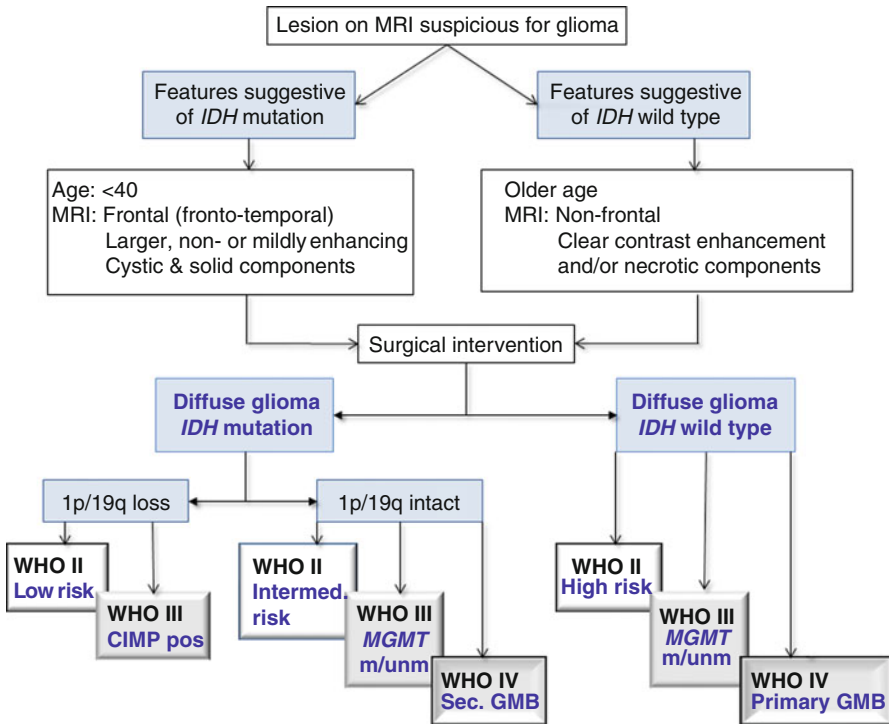 Lesion on MRI suspicious for glioma
Features suggestive
of IDH mutation
Features suggestive
of IDH wild type
Age: <40
MRI: Frontal (fronto-temporal)
Larger, non- or mildly enhancing
Cystic & solid components
Older age
MRI: Non-frontal
Clear contrast enhancement
and/or necrotic components
Surgical intervention
Diffuse glioma
IDH mutation
Diffuse glioma
IDH wild type
1p/19q loss
1p/19q intact
WHO II
Low risk
WHO III
CIMP pos
WHO II
Intermed.
risk
WHO III
MGMT
m/unm
WHO IV
Sec. GMB
WHO II
High risk
WHO III
MGMT
m/unm
WHO IV
Primary GMB